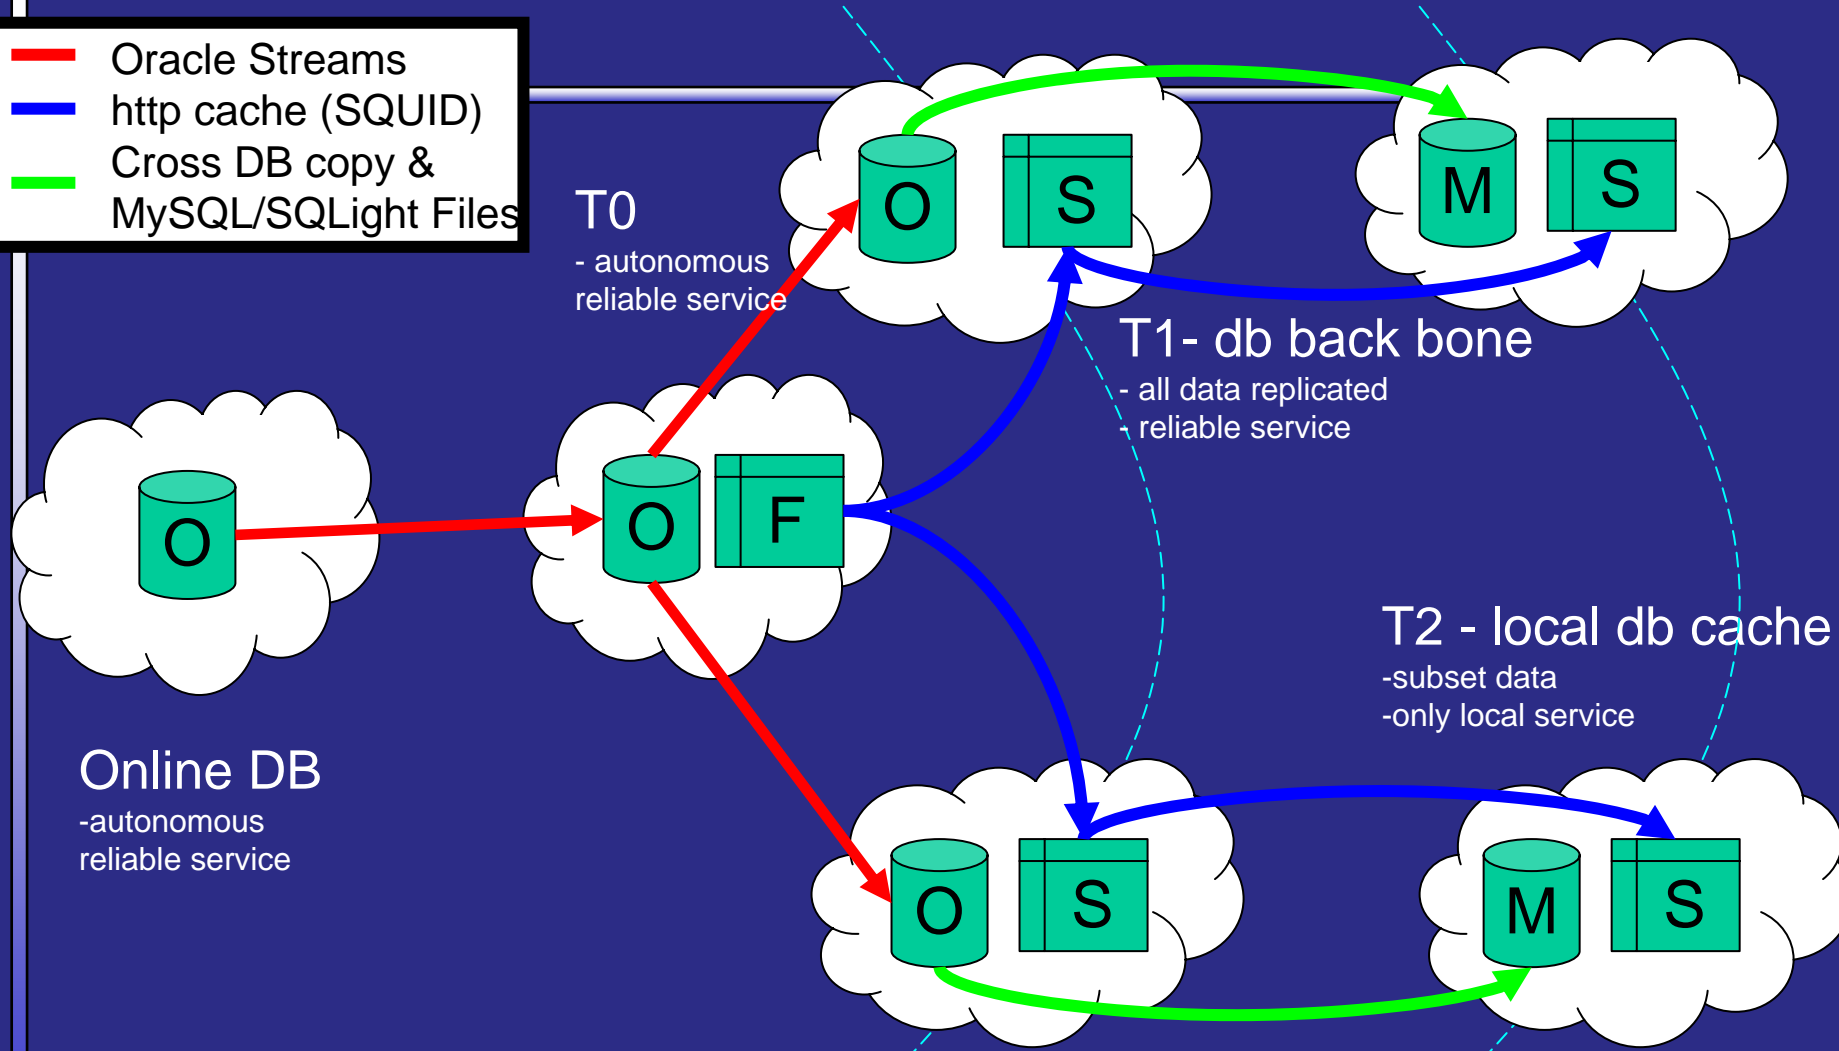 Oracle Streams
http cache (SQUID)
Cross DB copy &
MySQL/SQLight Files
T0
- autonomous
reliable service
O
S
M
S
T1- db back bone
- all data replicated
- reliable service
O
O
F
T2 - local db cache
-subset data
-only local service
Online DB
-autonomous
reliable service
O
S
M
S